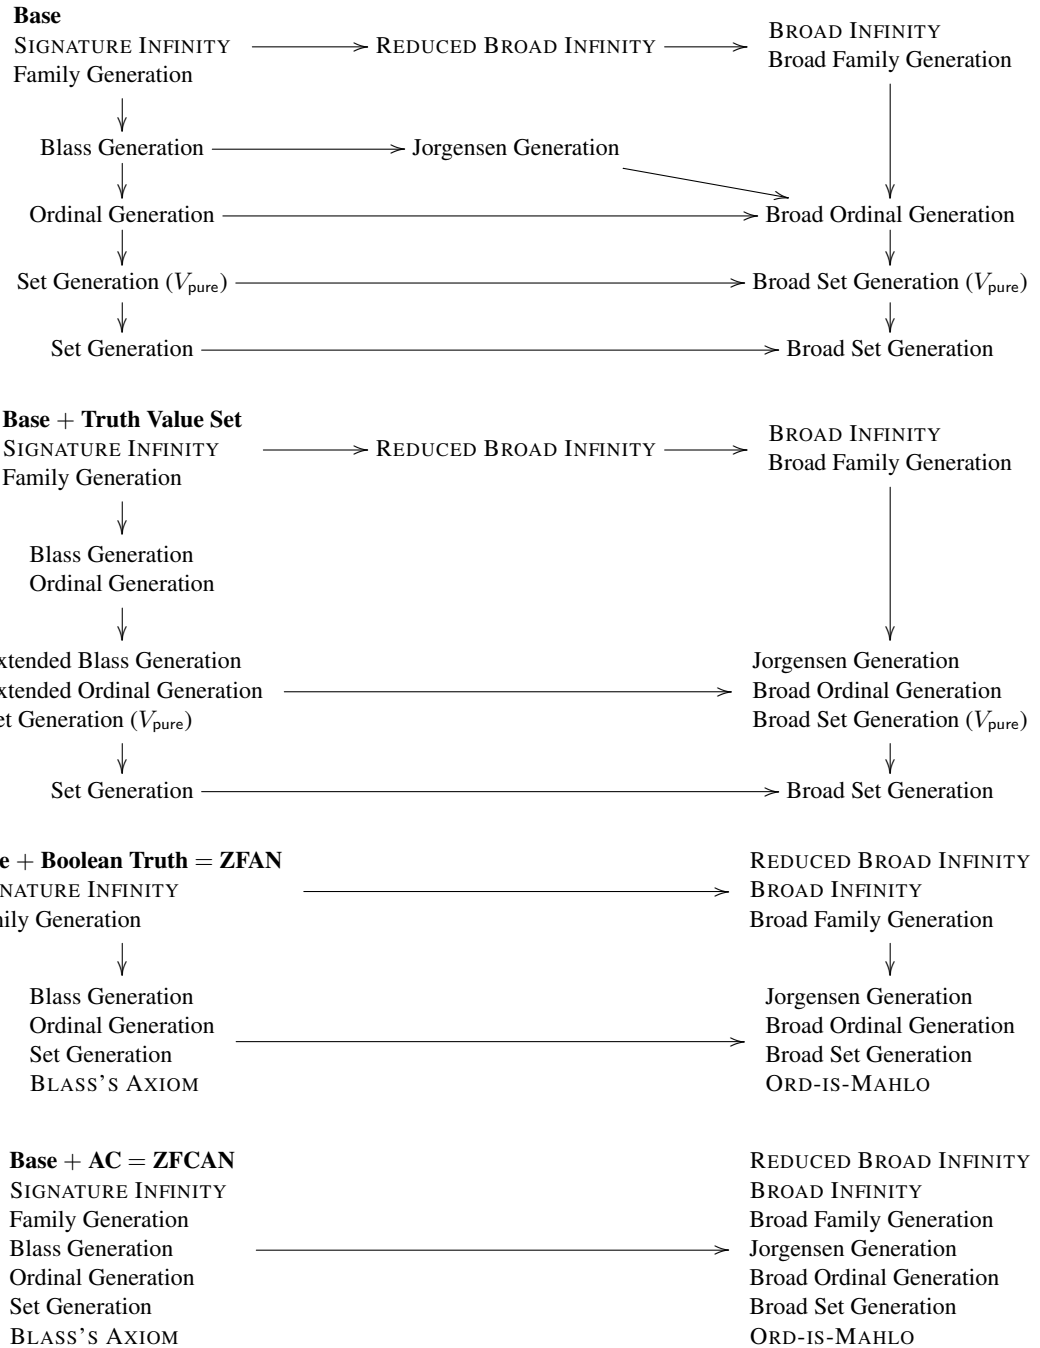 Base
SIGNATURE INFINITY
REDUCED BROAD INFINITY
BROAD INFINITY
Family Generation
Broad Family Generation
Blass Generation
Jorgensen Generation
Ordinal Generation
Broad Ordinal Generation
Set Generation (Vpure)
Broad Set Generation (Vpure)
Set Generation
Broad Set Generation
Base + Truth Value Set
SIGNATURE INFINITY
REDUCED BROAD INFINITY
BROAD INFINITY
Family Generation
Broad Family Generation
Blass Generation
Ordinal Generation
xtended Blass Generation
xtended Ordinal Generation
et Generation (Vpure)
Jorgensen Generation
Broad Ordinal Generation
Broad Set Generation (Vpure)
Set Generation
Broad Set Generation
e + Boolean Truth = ZFAN
NATURE INFINITY
ily Generation
REDUCED BROAD INFINITY
BROAD INFINITY
Broad Family Generation
Blass Generation
Ordinal Generation
Set Generation
BLASS'S AXIOM
Jorgensen Generation
Broad Ordinal Generation
Broad Set Generation
ORD-IS-MAHLO
Base + AC = ZFCAN
SIGNATURE INFINITY
Family Generation
Blass Generation
Ordinal Generation
Set Generation
BLASS'S AXIOM
REDUCED BROAD INFINITY
BROAD INFINITY
Broad Family Generation
Jorgensen Generation
Broad Ordinal Generation
Broad Set Generation
ORD-IS-MAHLO